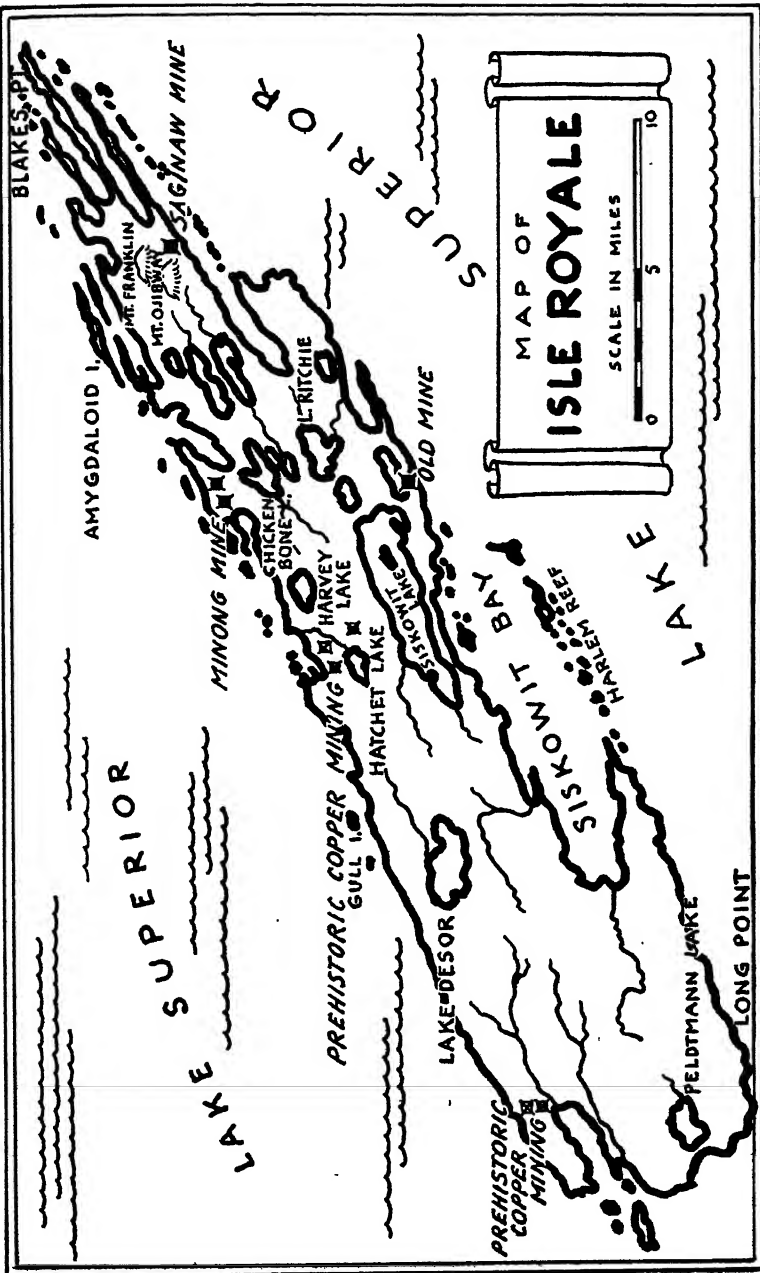 MAP OF
ISLE ROYALE
SCALE IN MILES
0 5 10
BLAKES PT.
MT. FRANKLIN
MT. OJIBWAY
SAGINAW MINE
AMYGDALOID I.
L. RITCHIE
MINONG MINE
CHICKEN
BONE
OLD MINE
HARVEY
LAKE
HATCHET LAKE
SISKOWIT
LAKE
PREHISTORIC COPPER MINING
GULL I.
SISKOWIT BAY
HARLEM REEF
LAKE DESOR
PREHISTORIC
COPPER
MINING
FELDTMANN LAKE
LONG POINT
LAKE SUPERIOR
LAKE SUPERIOR